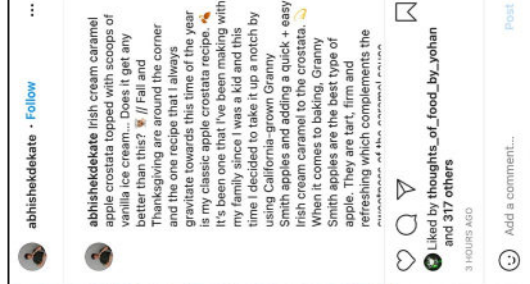 abhishekdekate • Follow
abhishekdekate Irish cream caramel
apple crostata topped with scoops of
vanilla ice cream... Does it get any
better than this? // Fall and
Thanksgiving are around the corner
and the one recipe that I always
gravitate towards this time of the year
is my classic apple crostata recipe.
It's been one that I've been making with
my family since I was a kid and this
time I decided to take it up a notch by
using California-grown Granny
Smith apples and adding a quick + easy
Irish cream caramel to the crostata.
When it comes to baking, Granny
Smith apples are the best type of
apple. They are tart, firm and
refreshing which complements the
sweetness of the caramel sauce
Liked by thoughts_of_food_by_yohan
and 317 others
3 HOURS AGO
Add a comment...
Post